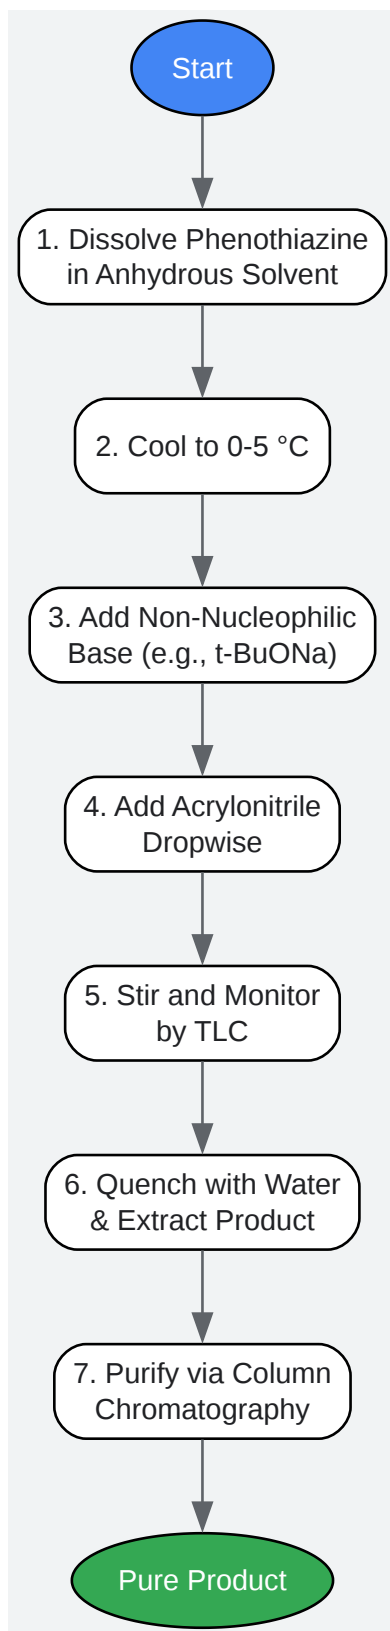 Start
1. Dissolve Phenothiazine
in Anhydrous Solvent
2. Cool to 0-5 °C
3. Add Non-Nucleophilic
Base (e.g., t-BuONa)
4. Add Acrylonitrile
Dropwise
5. Stir and Monitor
by TLC
6. Quench with Water
& Extract Product
7. Purify via Column
Chromatography
Pure Product